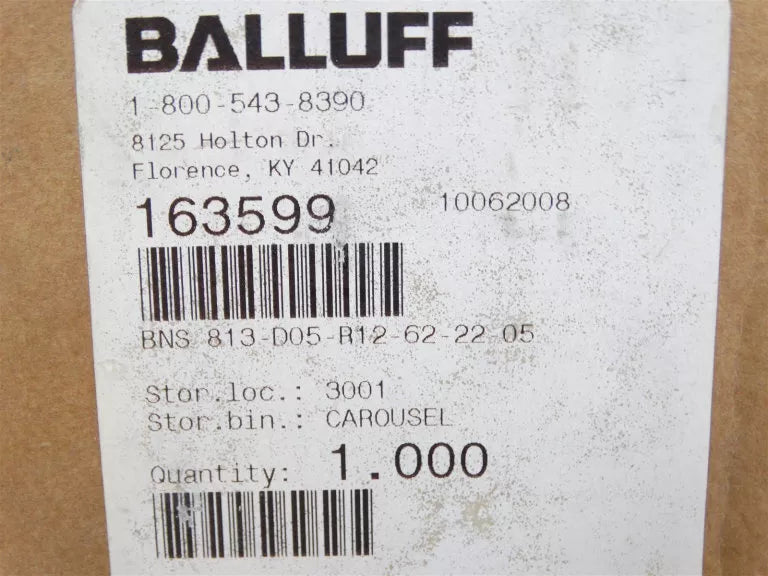 BALLUFF
1-800-543-8390
8125 Holton Dr.
Florence, KY 41042
163599 10062008
BNS 813-D05-R12-62-22-05
Stor.loc.: 3001
Stor.bin.: CAROUSEL
Quantity: 1.000